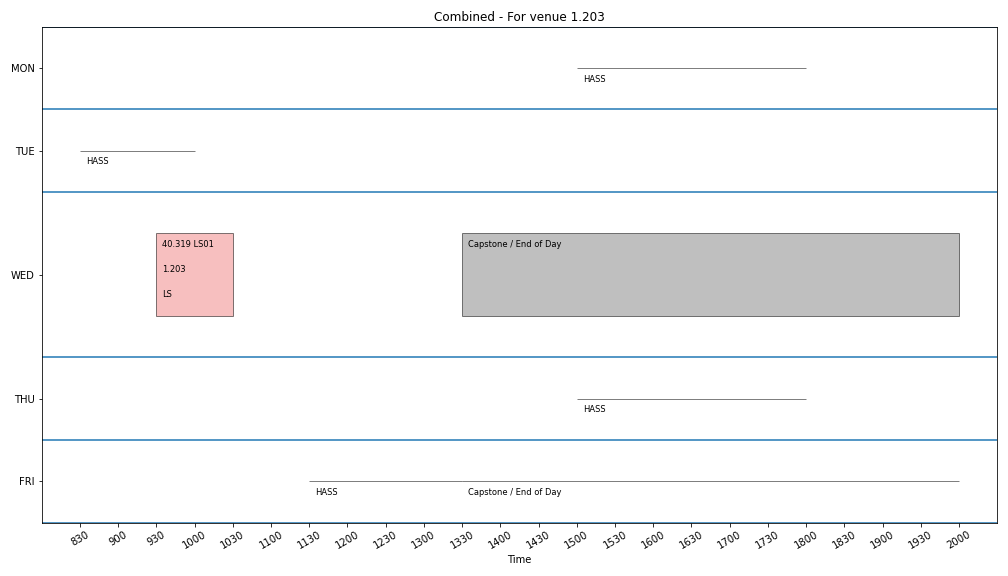 Combined - For venue 1.203
MON
HASS
TUE
HASS
WED
40.319 LS01
1.203
LS
Capstone / End of Day
THU
HASS
FRI
HASS
Capstone / End of Day
830 900 930 1000 1030 1100 1130 1200 1230 1300 1330 1400 1430 1500 1530 1600 1630 1700 1730 1800 1830 1900 1930 2000
Time